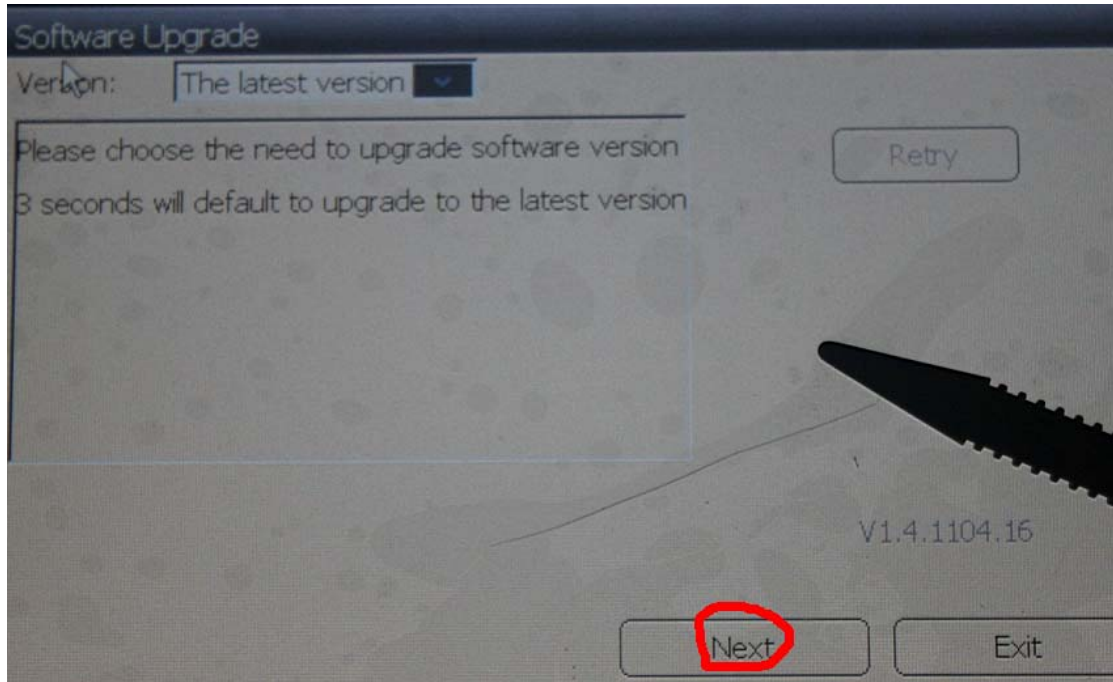 Software Upgrade
Version: The latest version
Please choose the need to upgrade software version
Retry
3 seconds will default to upgrade to the latest version
V1.4.1104.16
Next Exit